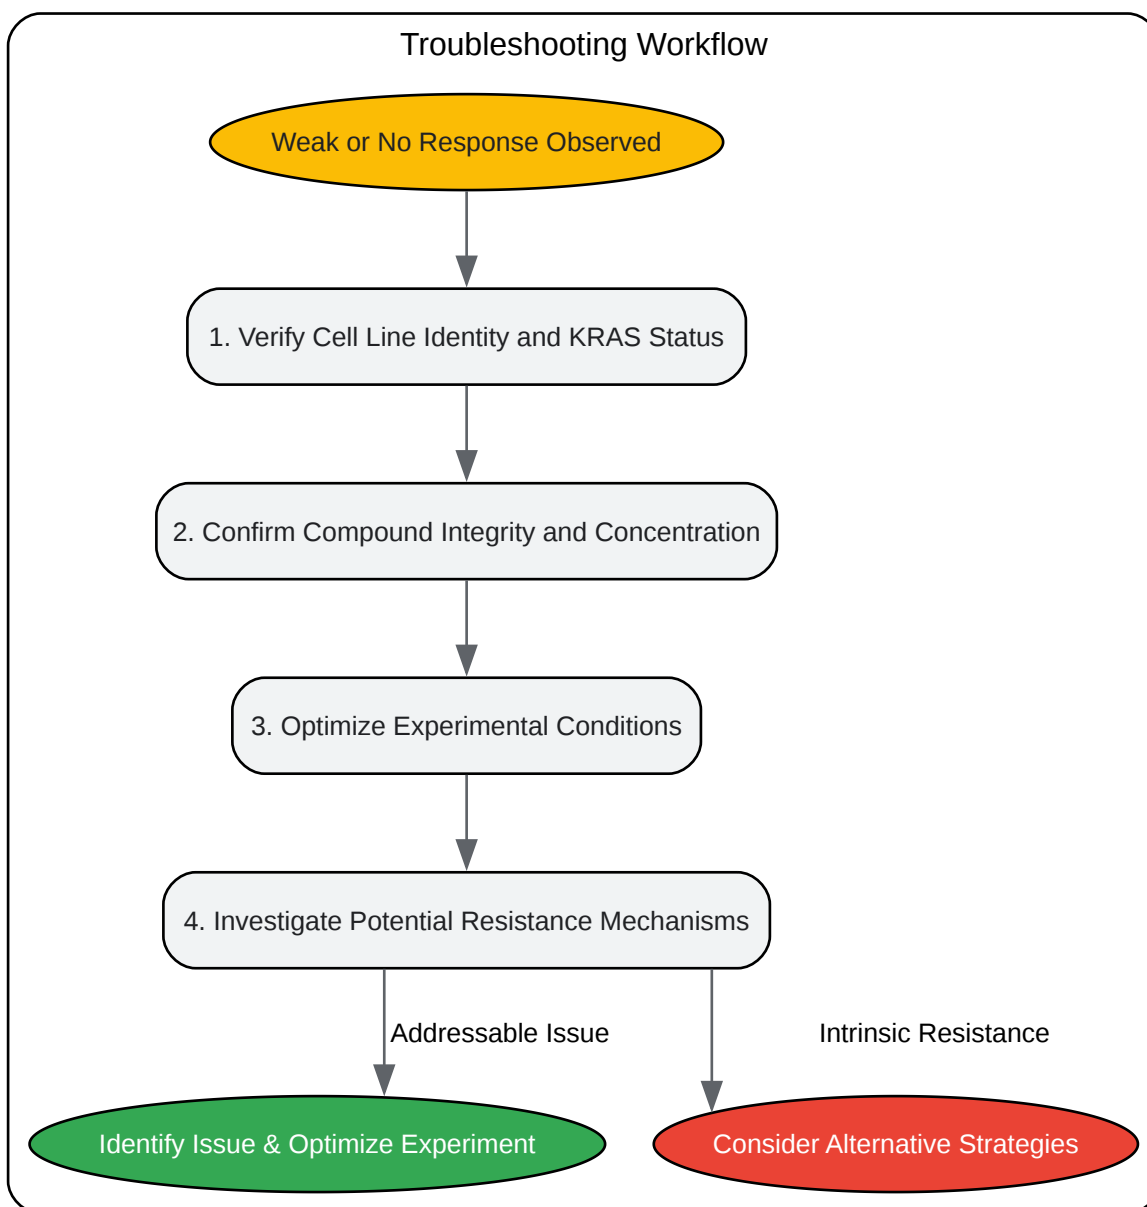 Troubleshooting Workflow
Weak or No Response Observed
1. Verify Cell Line Identity and KRAS Status
2. Confirm Compound Integrity and Concentration
3. Optimize Experimental Conditions
4. Investigate Potential Resistance Mechanisms
Addressable Issue
Intrinsic Resistance
Identify Issue & Optimize Experiment
Consider Alternative Strategies